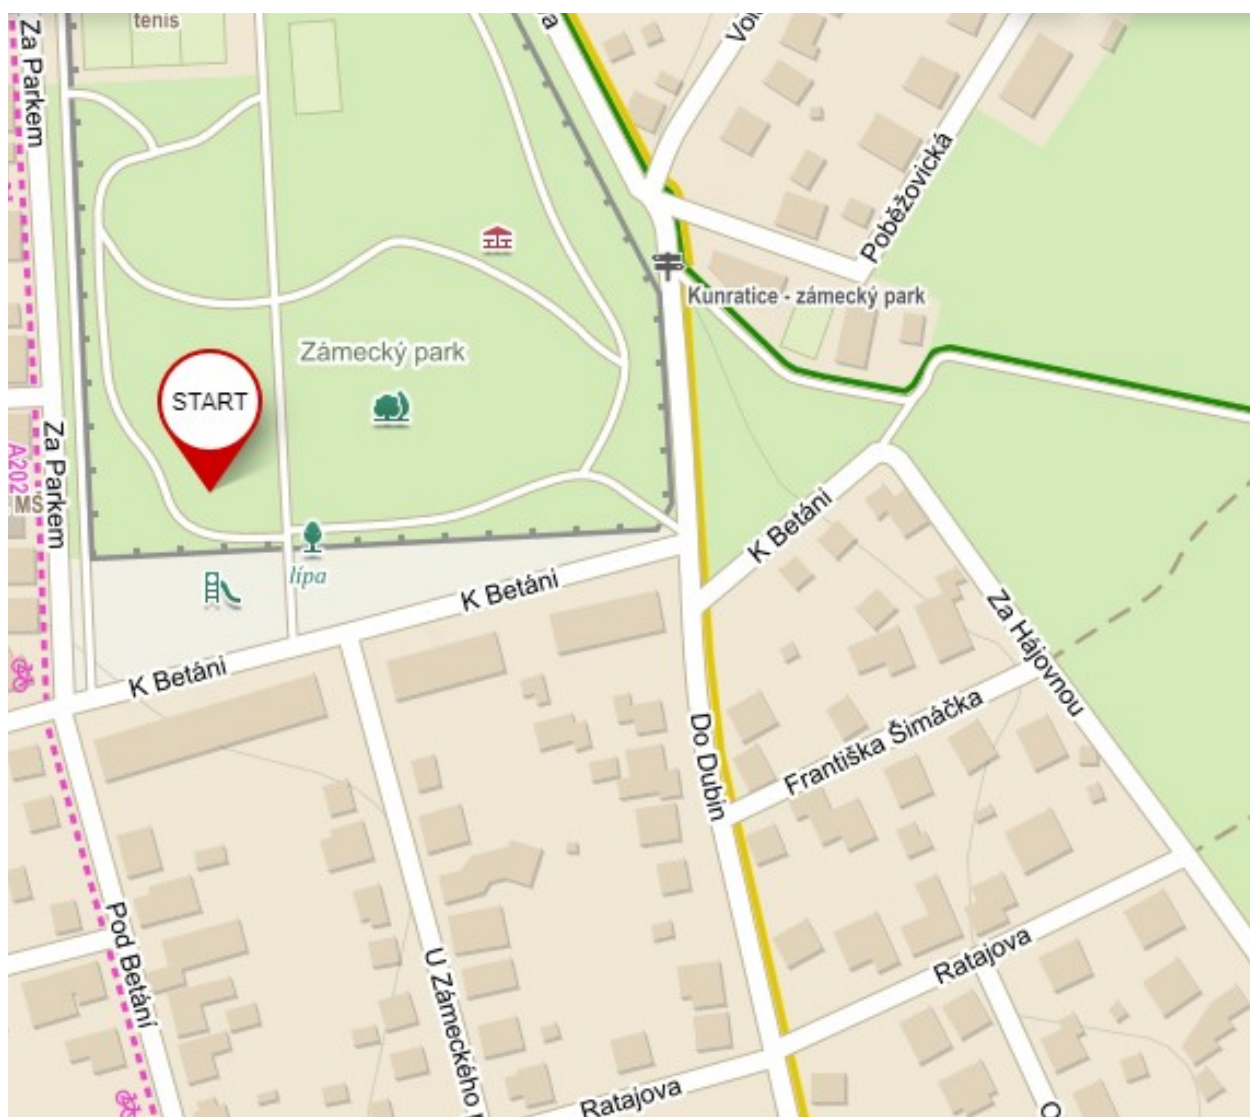 tenis
Za Parkem
Poběžovická
Kunratice - zámecký park
Zámecký park
START
Za Parkem
A202
MŠ
K Betáni
lípa
K Betáni
K Betáni
Za Hájovnou
Františka Šimáčka
Do Dubin
Pod Betání
U Zámeckého
Ratajova
Ratajova